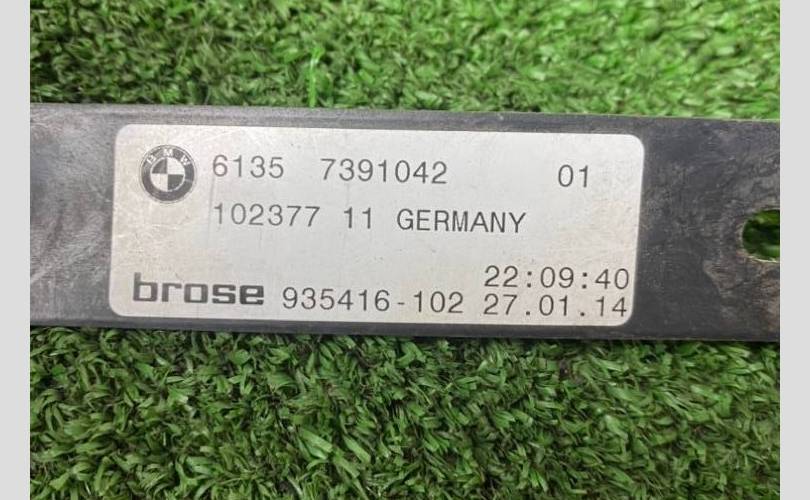 BMW 6135 7391042 01
102377 11 GERMANY
22:09:40
brose 935416-102 27.01.14